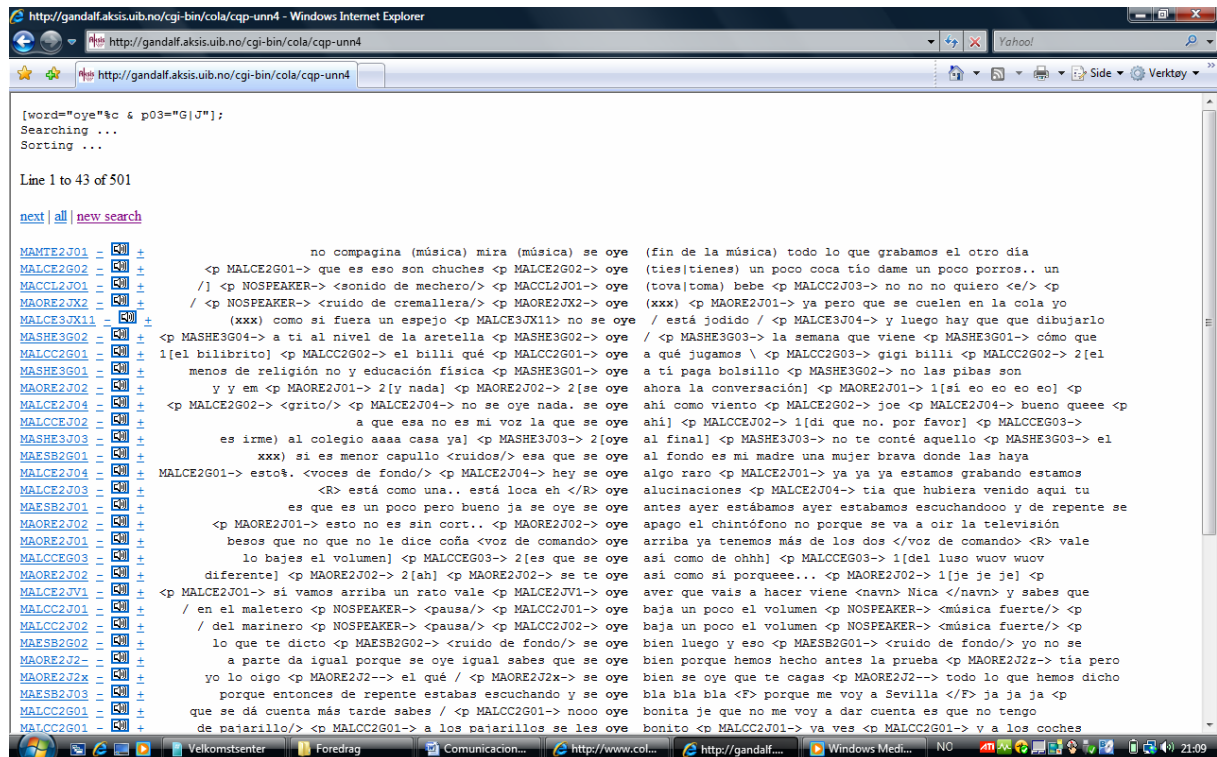 http://gandalf.aksis.uib.no/cgi-bin/cola/cqp-unn4 - Windows Internet Explorer
http://gandalf.aksis.uib.no/cgi-bin/cola/cqp-unn4
Yahoo!
http://gandalf.aksis.uib.no/cgi-bin/cola/cqp-unn4
Side Verktøy
[word="oye"%c & p03="G|J"];
Searching ...
Sorting ...
Line 1 to 43 of 501
next | all | new search
MAMTE2J01 - + no compagina (música) mira (música) se oye (fin de la música) todo lo que grabamos el otro día
MALCE2G02 - + <p MALCE2G01-> que es eso son chuches <p MALCE2G02-> oye (ties|tienes) un poco coca tío dame un poco porros.. un
MACCL2J01 - + /] <p NOSPEAKER-> <sonido de mechero/> <p MACCL2J01-> oye (tova|toma) bebe <p MALCC2J03-> no no no quiero <e/> <p
MAORE2JX2 - + / <p NOSPEAKER-> <ruido de cremallera/> <p MAORE2JX2-> oye (xxx) <p MAORE2J01-> ya pero que se cuelen en la cola yo
MALCE3JX11 - + (xxx) como si fuera un espejo <p MALCE3JX11> no se oye / está jodido / <p MALCE3J04-> y luego hay que que dibujarlo
MASHE3G02 - + <p MASHE3G04-> a ti al nivel de la aretella <p MASHE3G02-> oye / <p MASHE3G03-> la semana que viene <p MASHE3G01-> cómo que
MALCC2G01 - + 1[el bilibrito] <p MALCC2G02-> el billi qué <p MALCC2G01-> oye a qué jugamos \ <p MALCC2G03-> gigi billi <p MALCC2G02-> 2[el
MASHE3G01 - + menos de religión no y educación física <p MASHE3G01-> oye a tí paga bolsillo <p MASHE3G02-> no las pibas son
MAORE2J02 - + y y em <p MAORE2J01-> 2[y nada] <p MAORE2J02-> 2[se oye ahora la conversación] <p MAORE2J01-> 1[sí eo eo eo eo] <p
MALCE2J04 - + <p MALCE2G02-> <grito/> <p MALCE2J04-> no se oye nada. se oye ahí como viento <p MALCE2G02-> joe <p MALCE2J04-> bueno queee <p
MALCCEJ02 - + a que esa no es mi voz la que se oye ahí] <p MALCCEJ02-> 1[di que no. por favor] <p MALCCEG03->
MASHE3J03 - + es irme) al colegio aaaa casa ya] <p MASHE3J03-> 2[oye al final] <p MASHE3J03-> no te conté aquello <p MASHE3G03-> el
MAESB2G01 - + xxx) si es menor capullo <ruidos/> esa que se oye al fondo es mi madre una mujer brava donde las haya
MALCE2J04 - + MALCE2G01-> esto%. <voces de fondo/> <p MALCE2J04-> hey se oye algo raro <p MALCE2J01-> ya ya ya estamos grabando estamos
MALCE2J03 - + <R> está como una.. está loca eh </R> oye alucinaciones <p MALCE2J04-> tia que hubiera venido aqui tu
MAESB2J01 - + es que es un poco pero bueno ja se oye se oye antes ayer estábamos ayer estabamos escuchandooo y de repente se
MAORE2J02 - + <p MAORE2J01-> esto no es sin cort.. <p MAORE2J02-> oye apago el chintófono no porque se va a oir la televisión
MAORE2J01 - + besos que no que no le dice coña <voz de comando> oye arriba ya tenemos más de los dos </voz de comando> <R> vale
MALCCEG03 - + lo bajes el volumen] <p MALCCEG03-> 2[es que se oye así como de ohhh] <p MALCCEG03-> 1[del luso wuov wuov
MAORE2J02 - + diferente] <p MAORE2J02-> 2[ah] <p MAORE2J02-> se te oye así como sí porqueee... <p MAORE2J02-> 1[je je je] <p
MALCE2JV1 - + <p MALCE2J01-> sí vamos arriba un rato vale <p MALCE2JV1-> oye aver que vais a hacer viene <navn> Nica </navn> y sabes que
MALCC2J01 - + / en el maletero <p NOSPEAKER-> <pausa/> <p MALCC2J01-> oye baja un poco el volumen <p NOSPEAKER-> <música fuerte/> <p
MALCC2J02 - + / del marinero <p NOSPEAKER-> <pausa/> <p MALCC2J02-> oye baja un poco el volumen <p NOSPEAKER-> <música fuerte/> <p
MAESB2G02 - + lo que te dicto <p MAESB2G02-> <ruido de fondo/> se oye bien luego y eso <p MAESB2G01-> <ruido de fondo/> yo no se
MAORE2J2- - + a parte da igual porque se oye igual sabes que se oye bien porque hemos hecho antes la prueba <p MAORE2J2z-> tía pero
MAORE2J2x - + yo lo oigo <p MAORE2J2--> el qué / <p MAORE2J2x-> se oye bien se oye que te cagas <p MAORE2J2--> todo lo que hemos dicho
MAESB2J03 - + porque entonces de repente estabas escuchando y se oye bla bla bla <F> porque me voy a Sevilla </F> ja ja ja <p
MALCC2G01 - + que se dá cuenta más tarde sabes / <p MALCC2G01-> nooo oye bonita je que no me voy a dar cuenta es que no tengo
MALCC2G01 - + de pajarillo/> <p MALCC2G01-> a los pajarillos se les oye bonito <p MALCC2J01-> ya ves <p MALCC2G01-> y a los coches
Velkomstsenter Foredrag Comunicacion... http://www.col... http://gandalf.... Windows Medi... NO 21:09